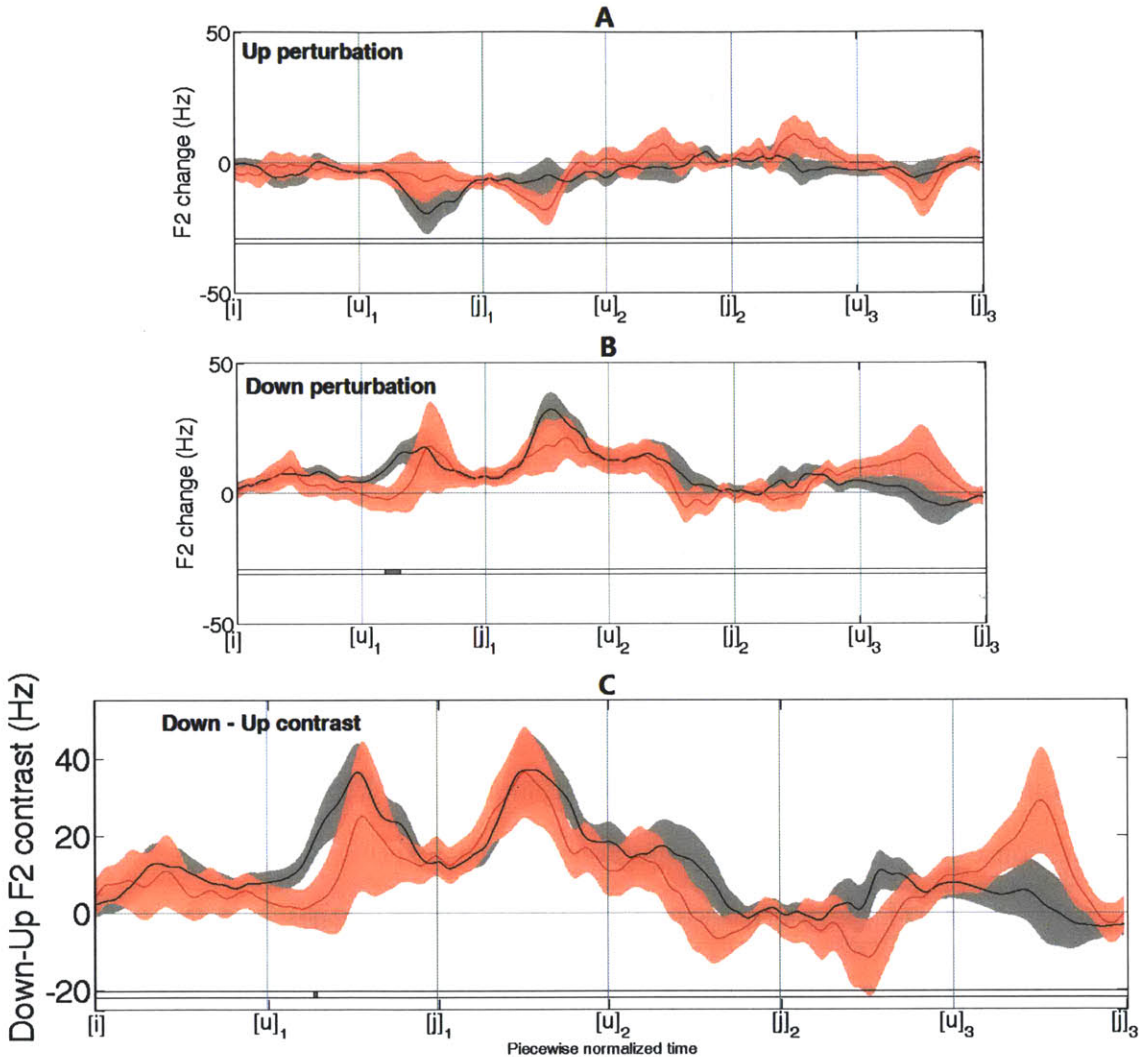 A
50
Up perturbation
F2 change (Hz)
0
-50
[i] [u]1 [j]1 [u]2 [j]2 [u]3 [j]3
B
50
Down perturbation
F2 change (Hz)
0
-50
[i] [u]1 [j]1 [u]2 [j]2 [u]3 [j]3
C
Down - Up contrast
Down-Up F2 contrast (Hz)
40
20
0
-20
[i] [u]1 [j]1 [u]2 [j]2 [u]3 [j]3
Piecewise normalized time